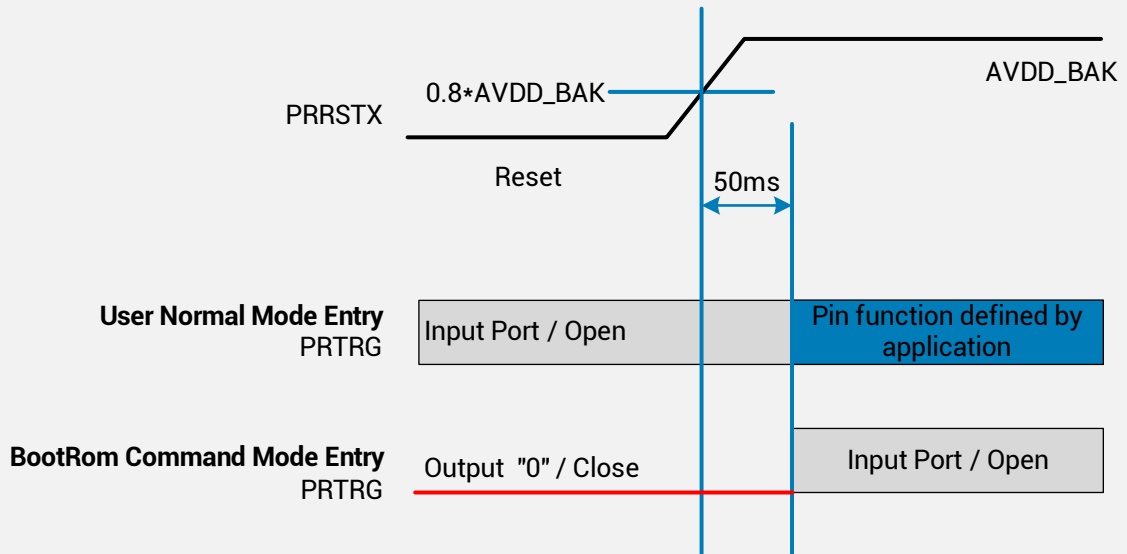 AVDD_BAK
0.8*AVDD_BAK
PRRSTX
Reset
50ms
User Normal Mode Entry
PRTRG
Input Port / Open
Pin function defined by
application
BootRom Command Mode Entry
PRTRG
Output "0" / Close
Input Port / Open